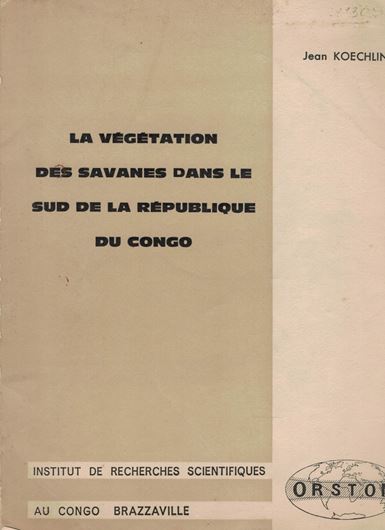 Jean KOECHLIN
LA VÉGÉTATION
DES SAVANES DANS LE
SUD DE LA RÉPUBLIQUE
DU CONGO
INSTITUT DE RECHERCHES SCIENTIFIQUES
AU CONGO BRAZZAVILLE
ORSTOM